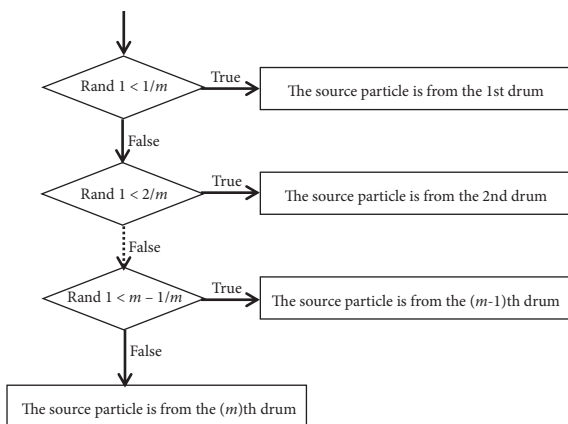 Rand 1 < 1/m
True
The source particle is from the 1st drum
False
Rand 1 < 2/m
True
The source particle is from the 2nd drum
False
Rand 1 < m – 1/m
True
The source particle is from the (m-1)th drum
False
The source particle is from the (m)th drum